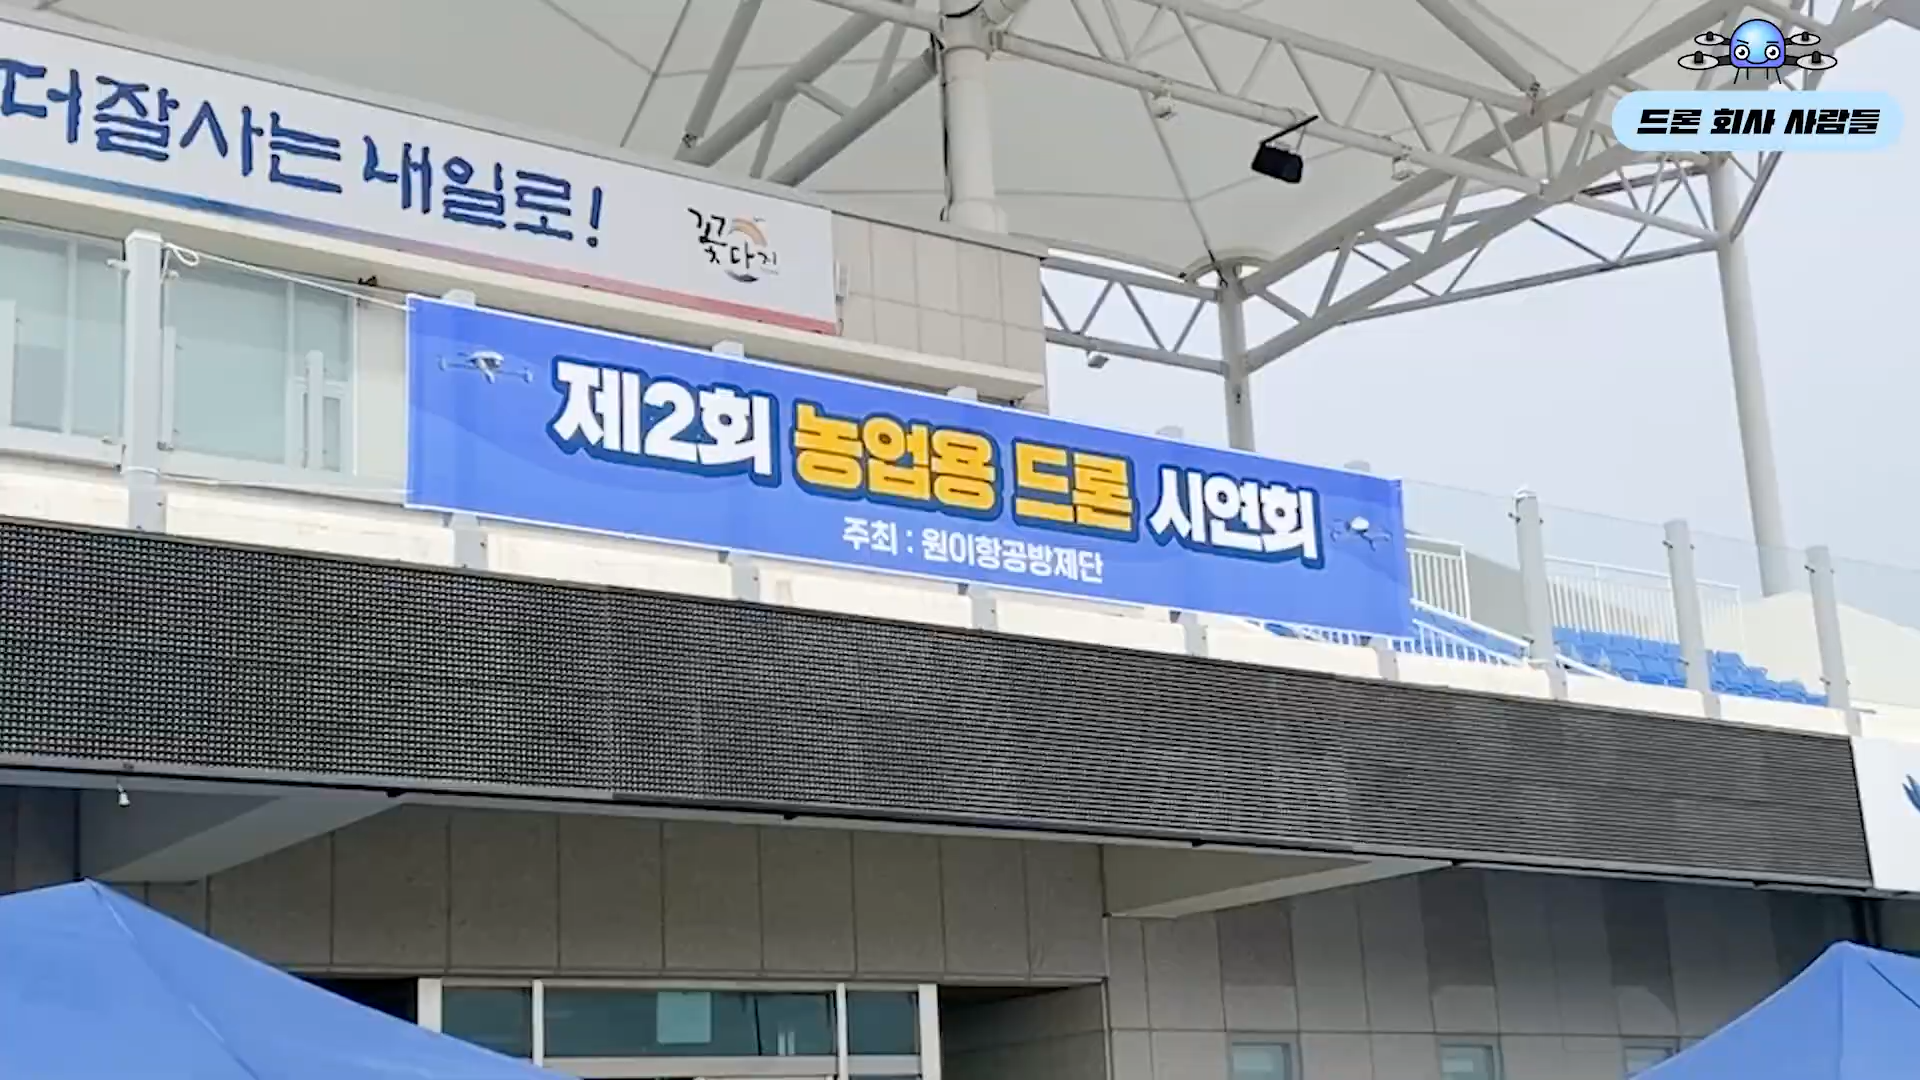 더 잘사는 내일로!
꽃다지
드론 회사 사람들
제2회 농업용 드론 시연회
주최 : 원이항공방제단